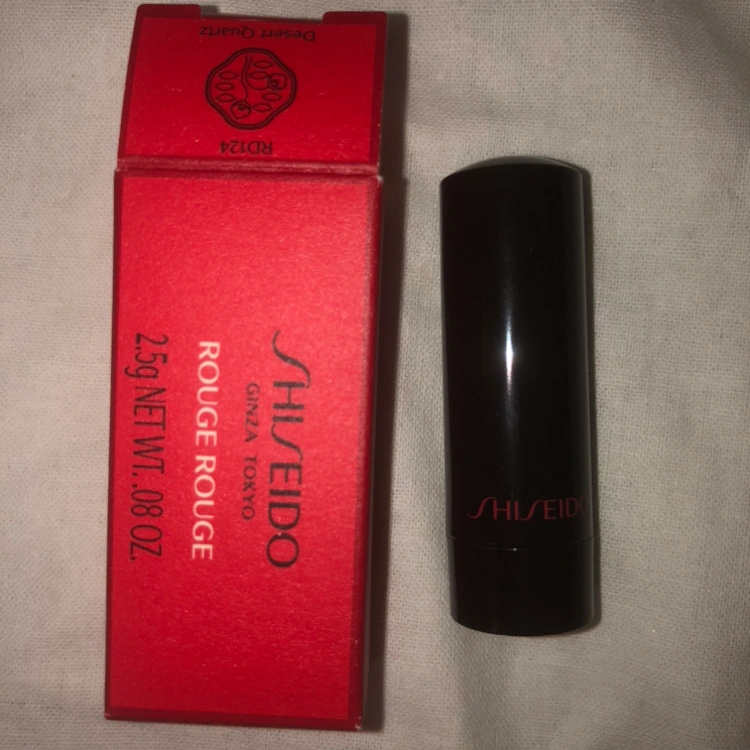 Desert Quartz
RD124
SHISEIDO
GINZA TOKYO
ROUGE ROUGE
2.5g NET WT. .08 OZ.
SHISEIDO